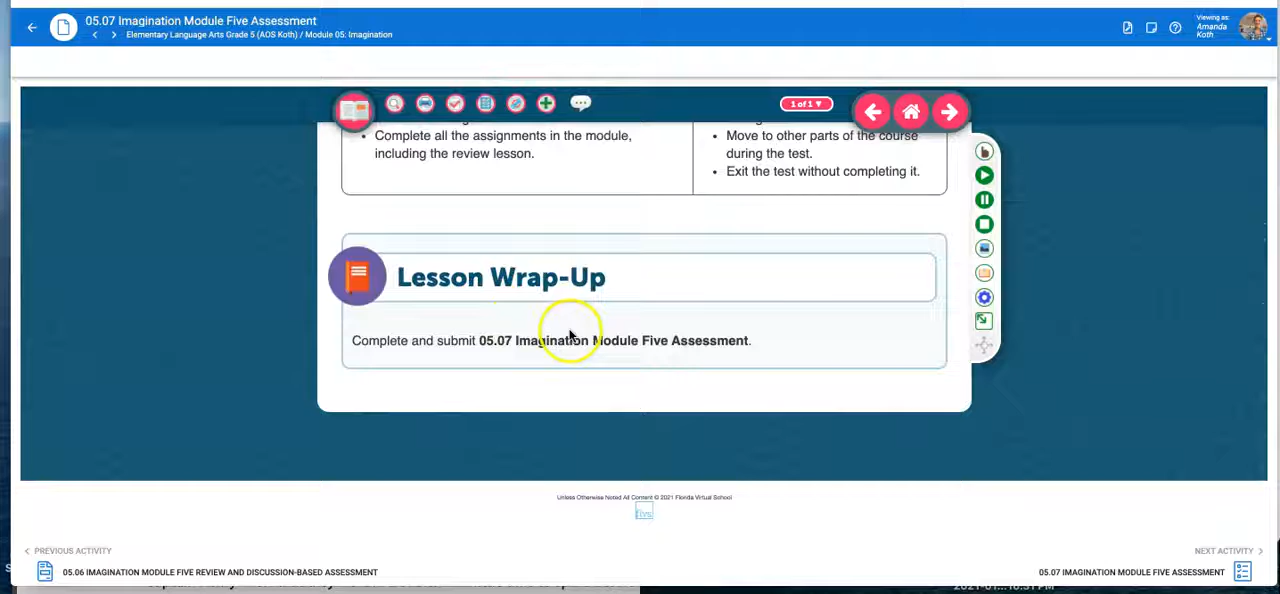 05.07 Imagination Module Five Assessment
Elementary Language Arts Grade 5 (AOS Koth) / Module 05: Imagination
Viewing as:
Amanda
Koth
1 of 1 ▼
• Complete all the assignments in the module,
including the review lesson.
• Move to other parts of the course
during the test.
• Exit the test without completing it.
Lesson Wrap-Up
Complete and submit 05.07 Imagination Module Five Assessment.
Unless Otherwise Noted All Content © 2021 Florida Virtual School
flvs
PREVIOUS ACTIVITY
05.06 IMAGINATION MODULE FIVE REVIEW AND DISCUSSION-BASED ASSESSMENT
NEXT ACTIVITY
05.07 IMAGINATION MODULE FIVE ASSESSMENT